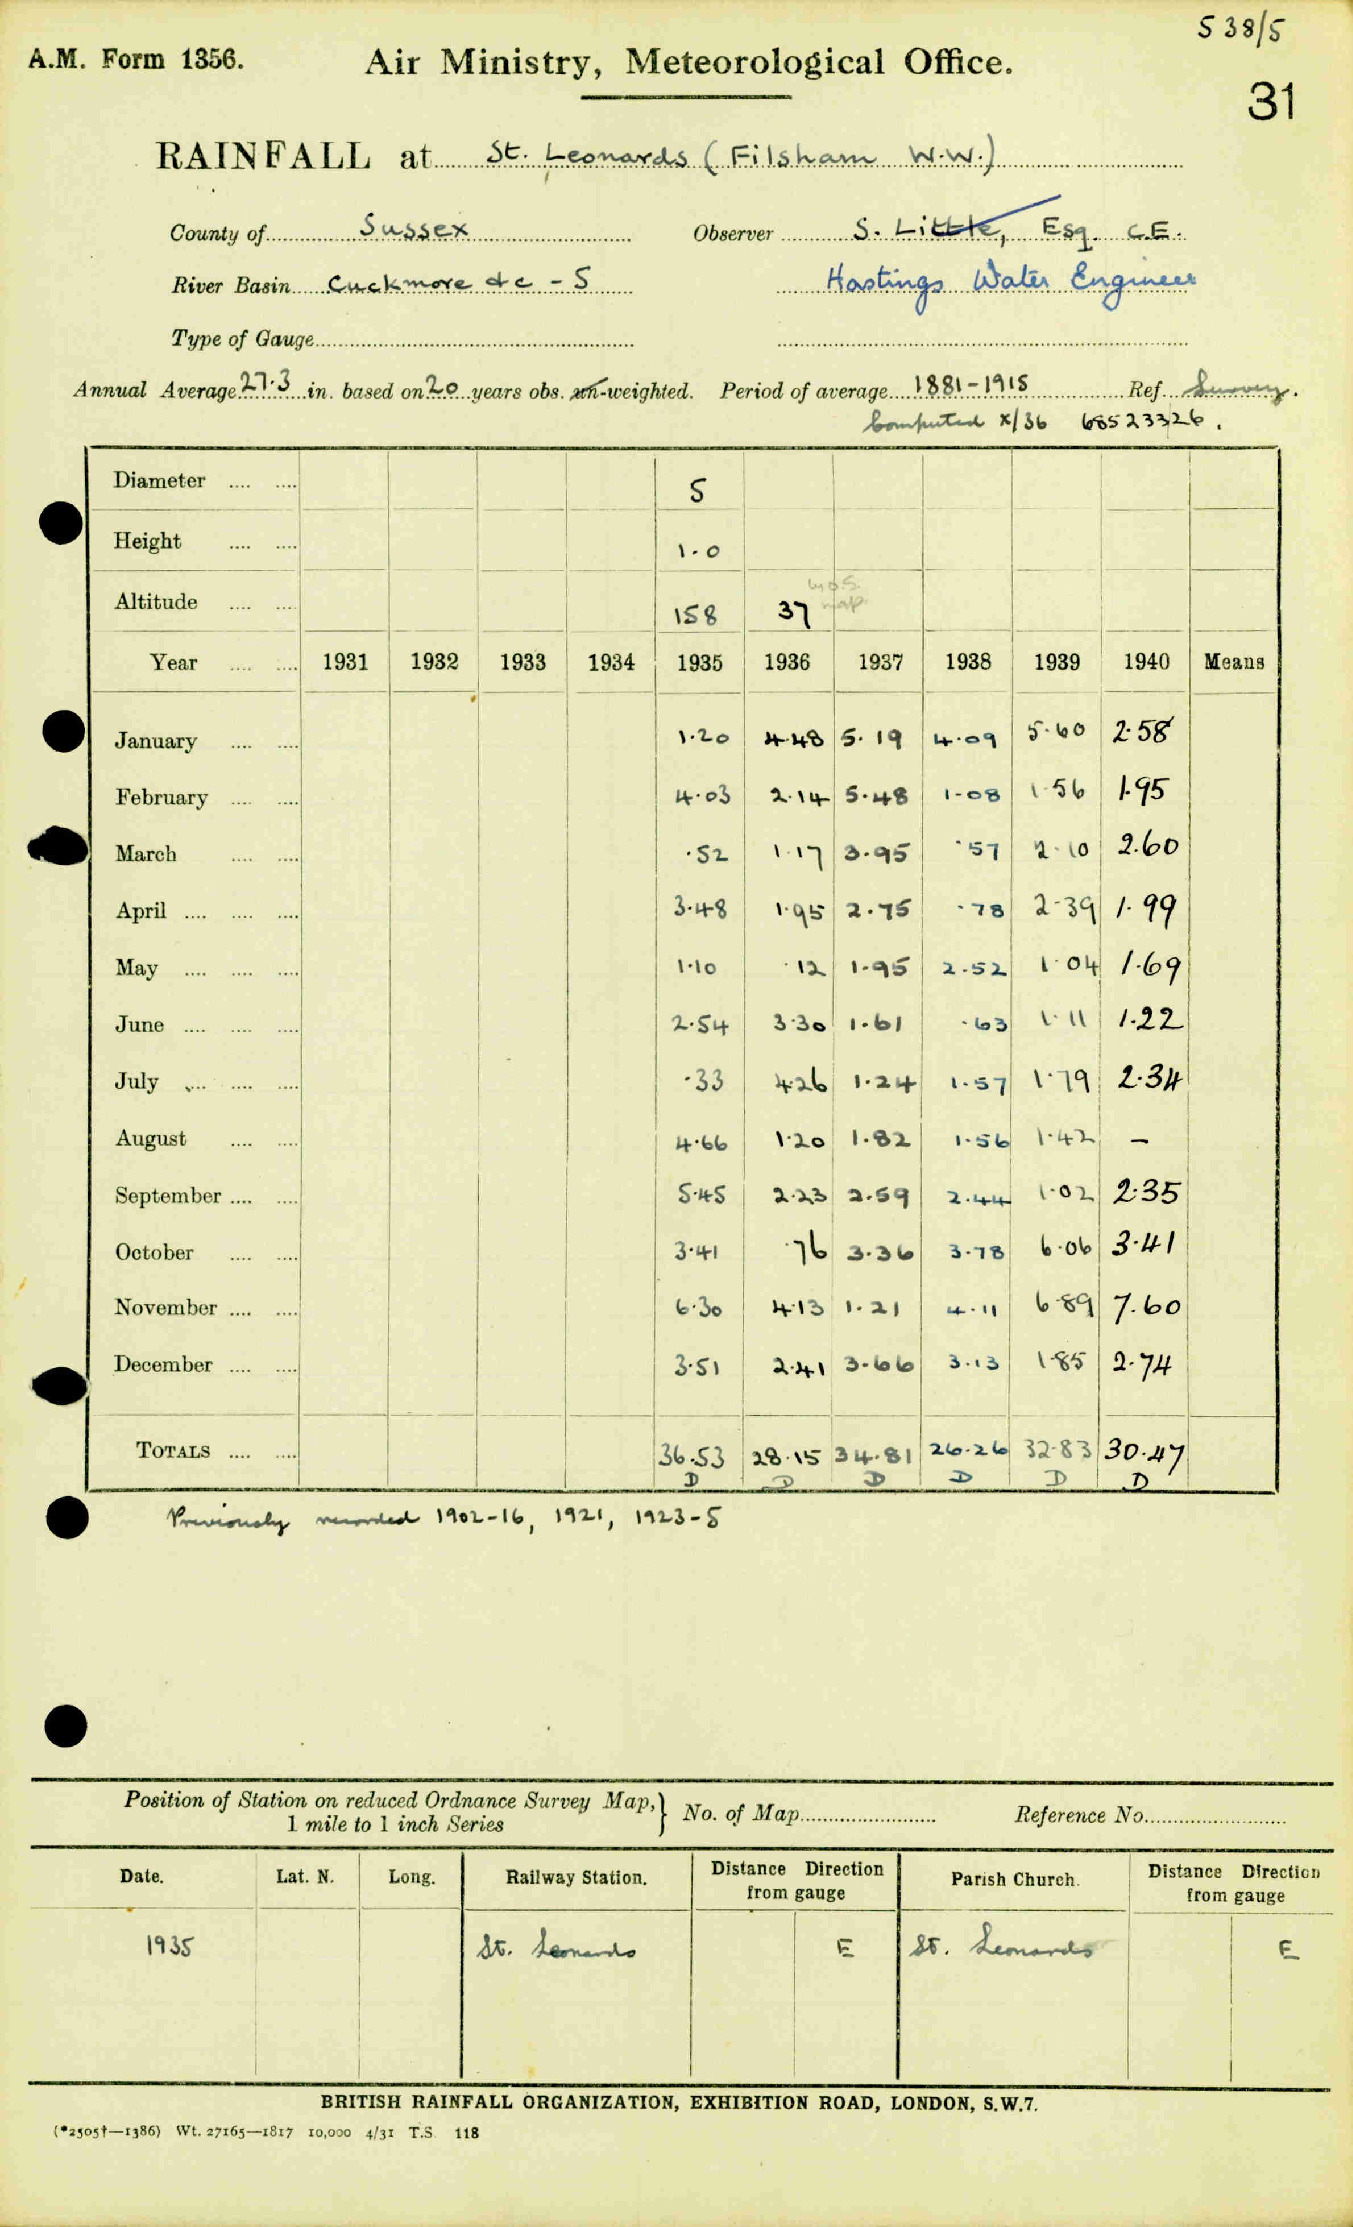 S 38/5
A.M. Form 1356. Air Ministry, Meteorological Office.
31
RAINFALL at St. Leonards (Filsham W.W.)
County of Sussex Observer S. Little, Esq. C.E.
River Basin Cuckmore &c - S Hastings Water Engineer
Type of Gauge
Annual Average 27.3 in. based on 20 years obs. un-weighted. Period of average 1881-1915 Ref. Survey.
Computed x/36 68523326.
Diameter .... .... 5
Height .... .... 1.0
by O.S. map
Altitude .... .... 158 37
Year .... .... 1931 1932 1933 1934 1935 1936 1937 1938 1939 1940 Means
January .... .... 1.20 4.48 5.19 4.09 5.60 2.58
February .... .... 4.03 2.14 5.48 1.08 1.56 1.95
March .... .... .52 1.17 3.95 .57 2.10 2.60
April .... .... .... 3.48 1.95 2.75 .78 2.39 1.99
May .... .... .... 1.10 .12 1.95 2.52 1.04 1.69
June .... .... .... 2.54 3.30 1.61 .63 1.11 1.22
July .... .... .... .33 4.26 1.24 1.57 1.79 2.34
August .... .... 4.66 1.20 1.82 1.56 1.42 -
September .... .... 5.45 2.23 2.59 2.44 1.02 2.35
October .... .... 3.41 .76 3.36 3.78 6.06 3.41
November .... .... 6.30 4.13 1.21 4.11 6.89 7.60
December .... .... 3.51 2.41 3.66 3.13 1.85 2.74
TOTALS .... .... 36.53 28.15 34.81 26.26 32.83 30.47
D D D D D D
Previously recorded 1902-16, 1921, 1923-5
Position of Station on reduced Ordnance Survey Map, } No. of Map Reference No.
1 mile to 1 inch Series
Date. Lat. N. Long. Railway Station. Distance Direction from gauge Parish Church. Distance Direction from gauge
1935 St. Leonards E St. Leonards E
BRITISH RAINFALL ORGANIZATION, EXHIBITION ROAD, LONDON, S.W.7.
(*2505†—1386) Wt. 27165—1817 10,000 4/31 T.S. 118